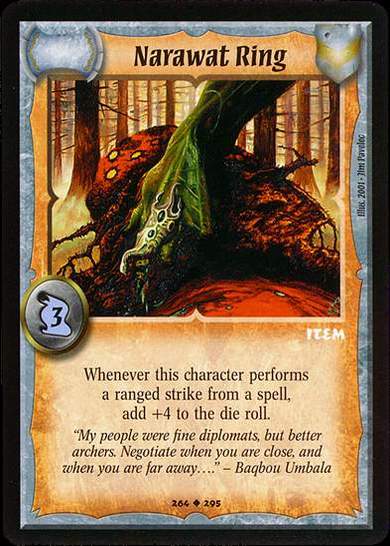 Narawat Ring
Illus. 2001 · Jim Pavelec
3
ITEM
Whenever this character performs
a ranged strike from a spell,
add +4 to the die roll.
“My people were fine diplomats, but better
archers. Negotiate when you are close, and
when you are far away….” – Baqbou Umbala
264 ◆ 295